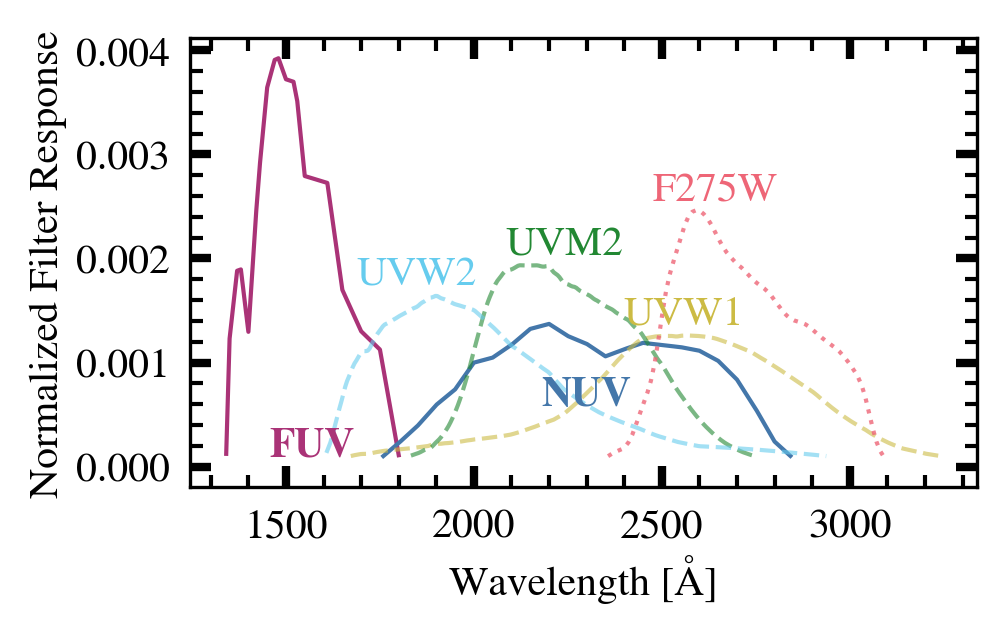 Normalized Filter Response
0.004
0.003
0.002
0.001
0.000
F275W
UVM2
UVW2
UVW1
NUV
FUV
1500
2000
2500
3000
Wavelength [Å]